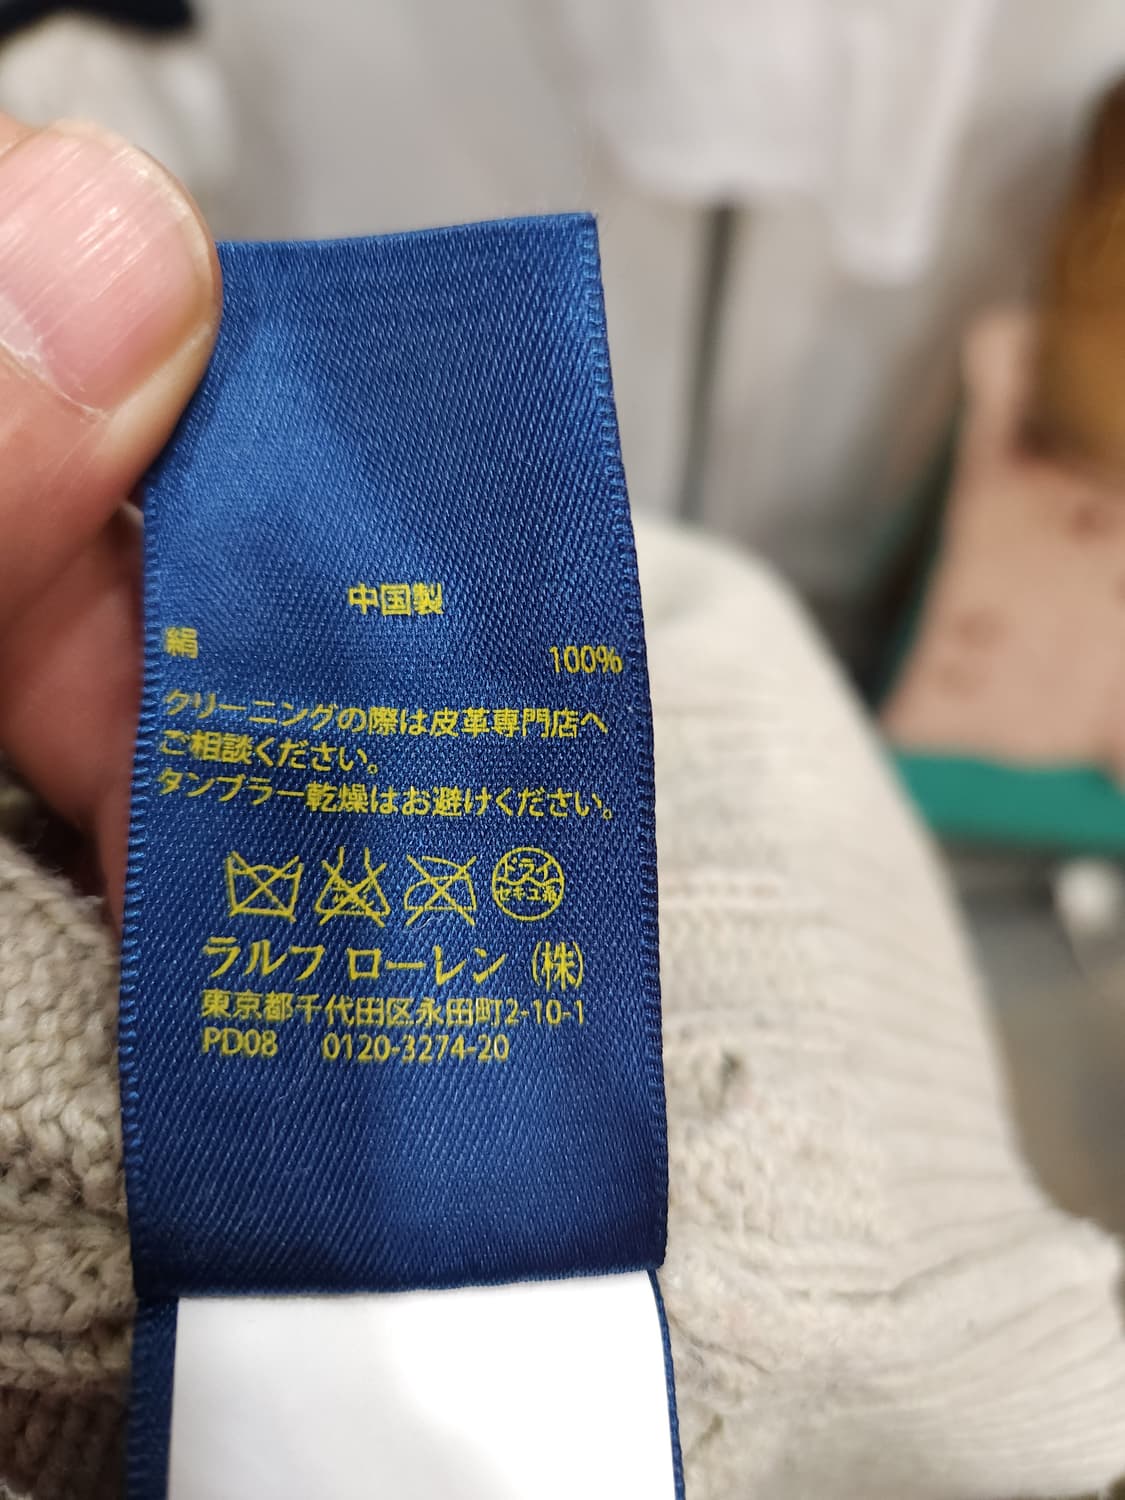 中国製
絹 100%
クリーニングの際は皮革専門店へ
ご相談ください。
タンブラー乾燥はお避けください。
ドライ
セキユ系
ラルフ ローレン (株)
東京都千代田区永田町2-10-1
PD08 0120-3274-20